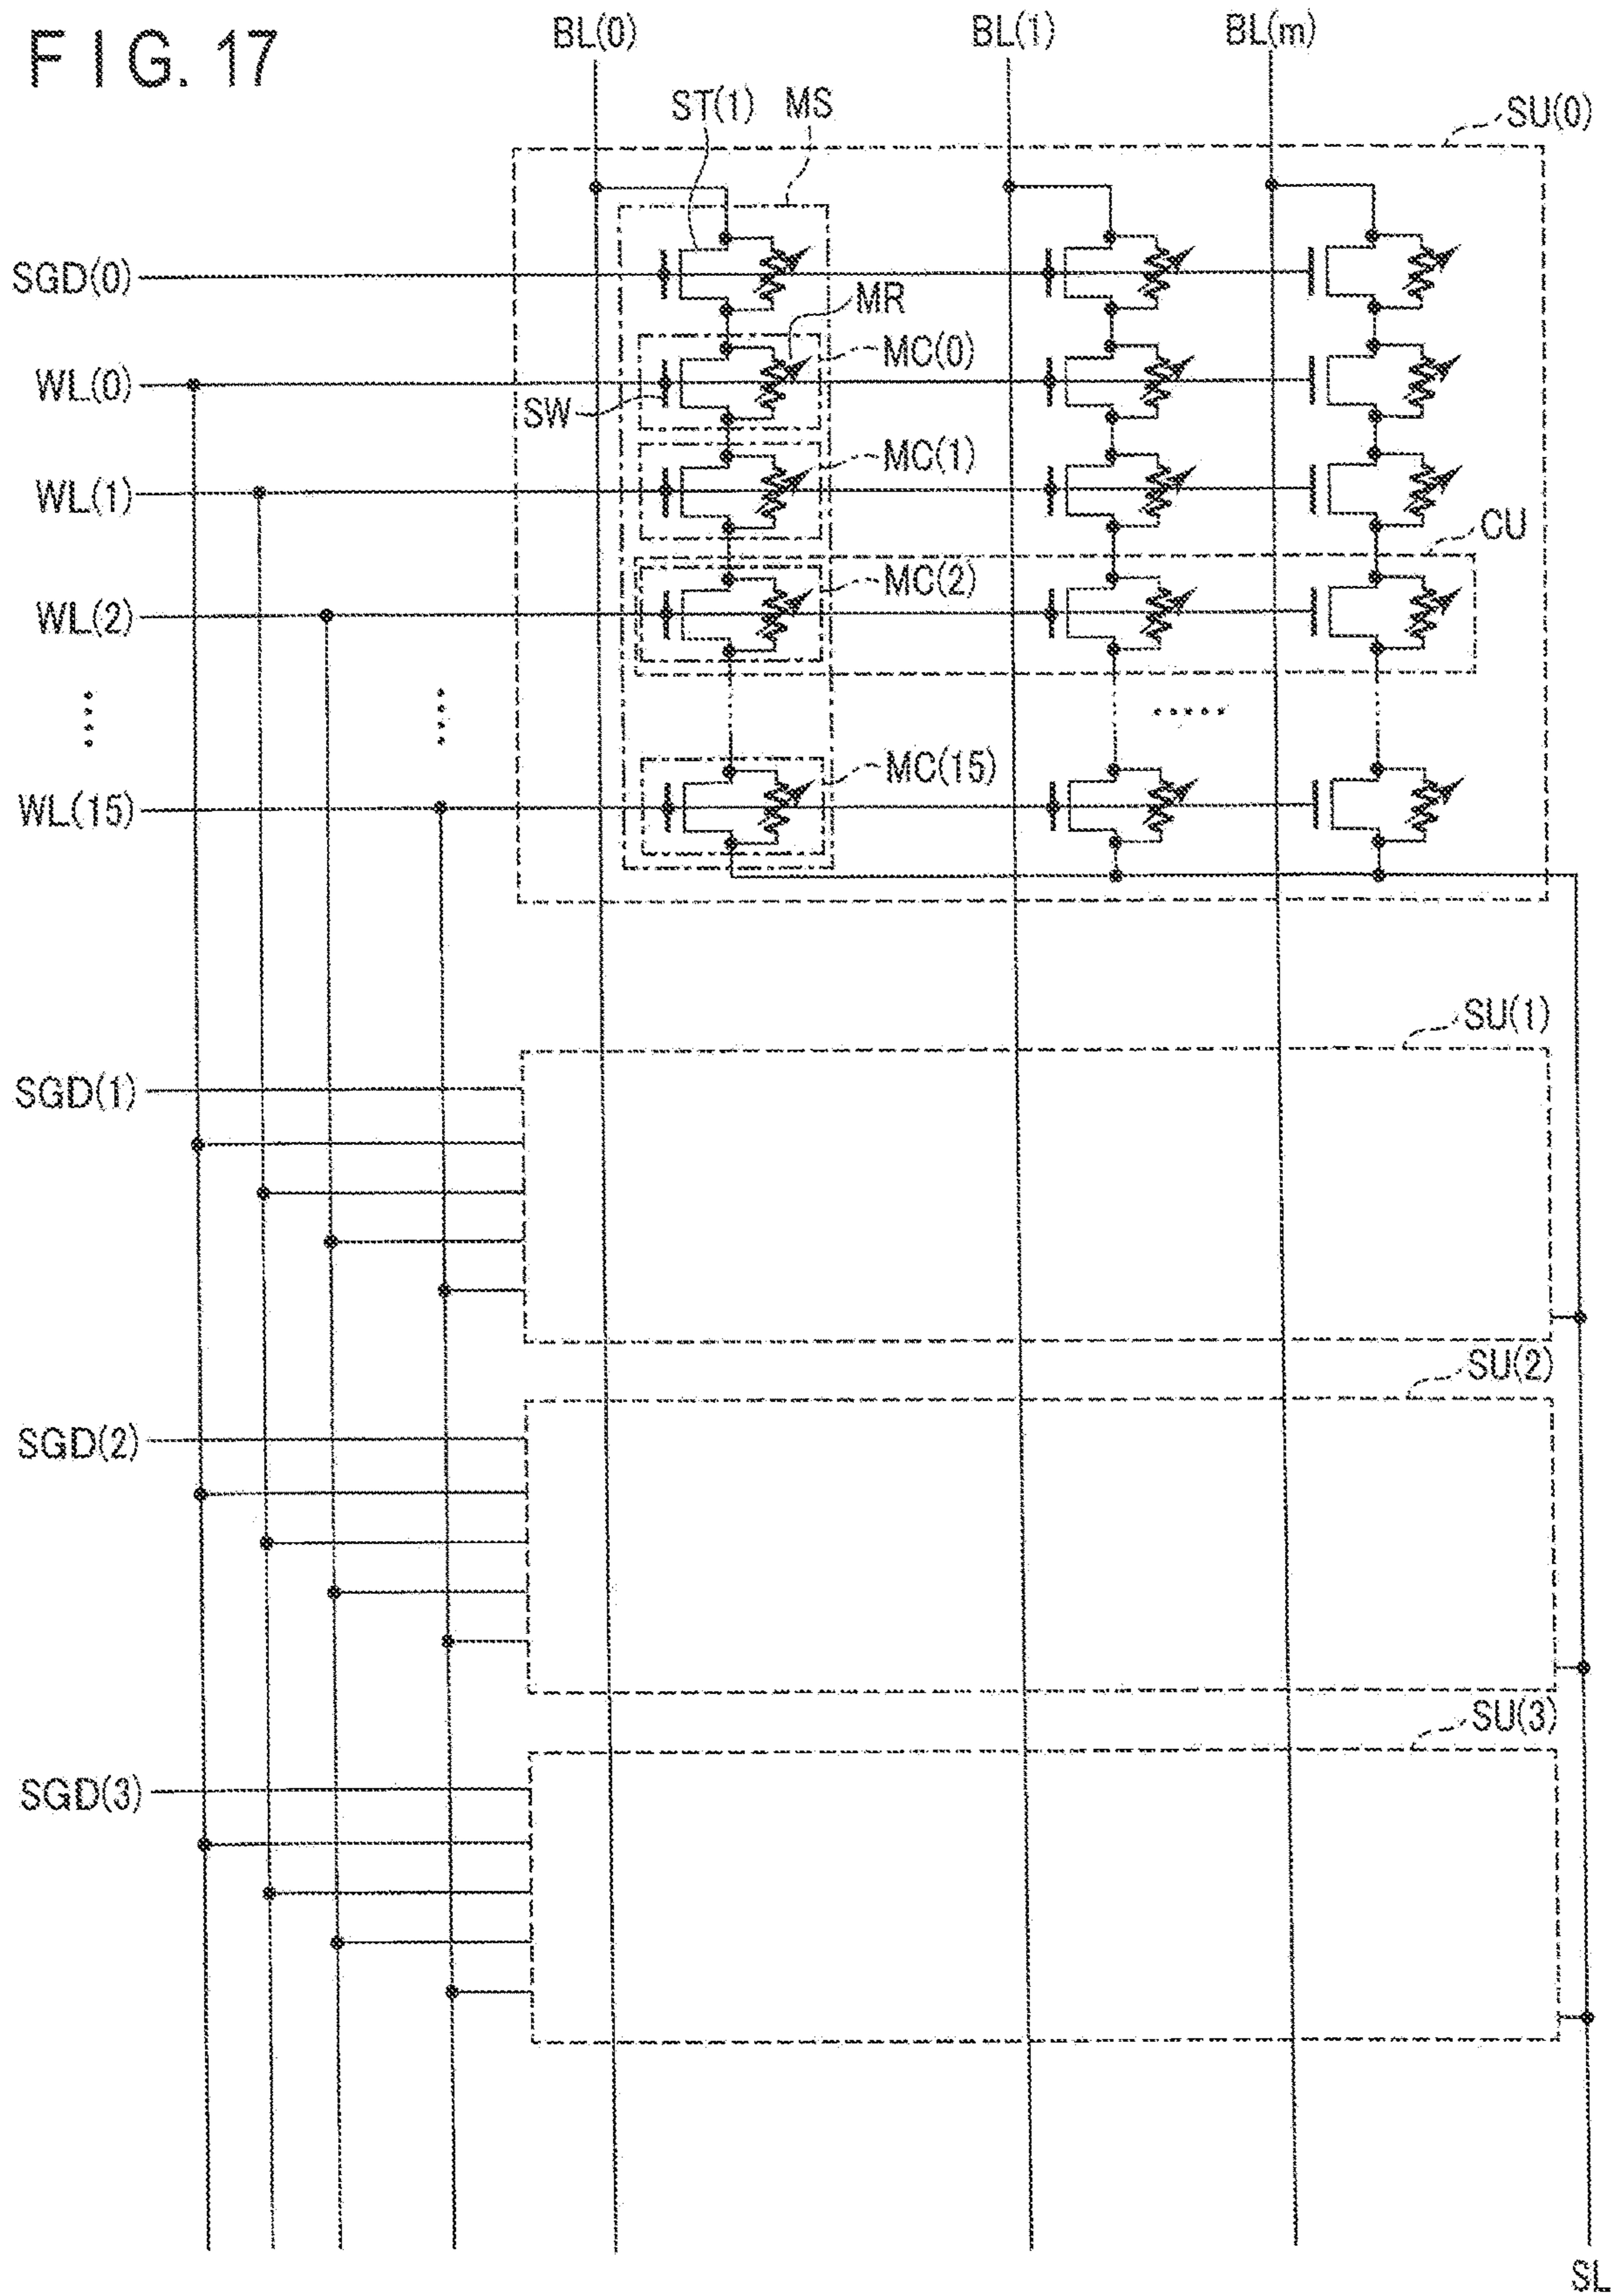 FIG. 17
BL(0)
BL(1)
BL(m)
ST(1)
MS
SU(0)
SGD(0)
MR
MC(0)
WL(0)
SW
MC(1)
WL(1)
CU
MC(2)
WL(2)
MC(15)
WL(15)
SU(1)
SGD(1)
SU(2)
SGD(2)
SU(3)
SGD(3)
SL